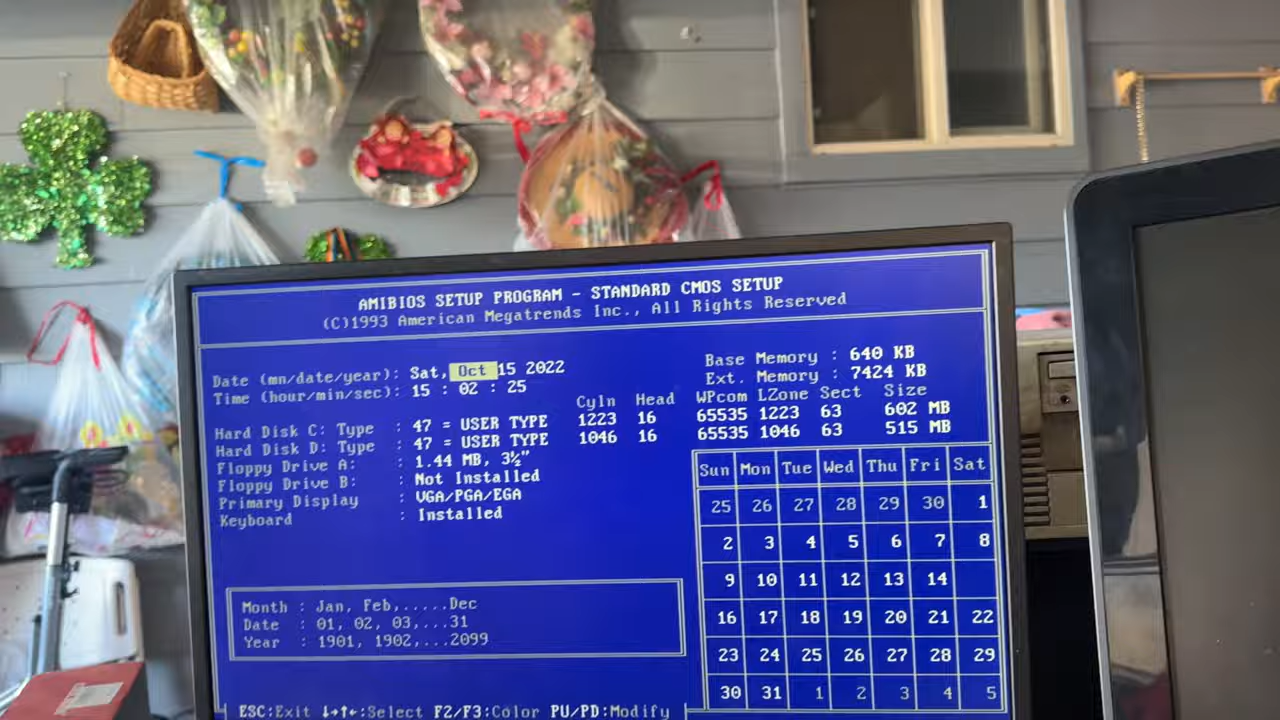 AMIBIOS SETUP PROGRAM - STANDARD CMOS SETUP
(C)1993 American Megatrends Inc., All Rights Reserved
Date (mn/date/year): Sat, Oct 15 2022
Time (hour/min/sec): 15 : 02 : 25
Base Memory : 640 KB
Ext. Memory : 7424 KB
Cyln Head WPcom LZone Sect Size
Hard Disk C: Type : 47 = USER TYPE 1223 16 65535 1223 63 602 MB
Hard Disk D: Type : 47 = USER TYPE 1046 16 65535 1046 63 515 MB
Floppy Drive A: : 1.44 MB, 3½"
Floppy Drive B: : Not Installed
Primary Display : VGA/PGA/EGA
Keyboard : Installed
Sun Mon Tue Wed Thu Fri Sat
25 26 27 28 29 30 1
2 3 4 5 6 7 8
9 10 11 12 13 14
16 17 18 19 20 21 22
23 24 25 26 27 28 29
30 31 1 2 3 4 5
Month : Jan, Feb,.....Dec
Date : 01, 02, 03,...31
Year : 1901, 1902,...2099
ESC:Exit ↓→↑←:Select F2/F3:Color PU/PD:Modify